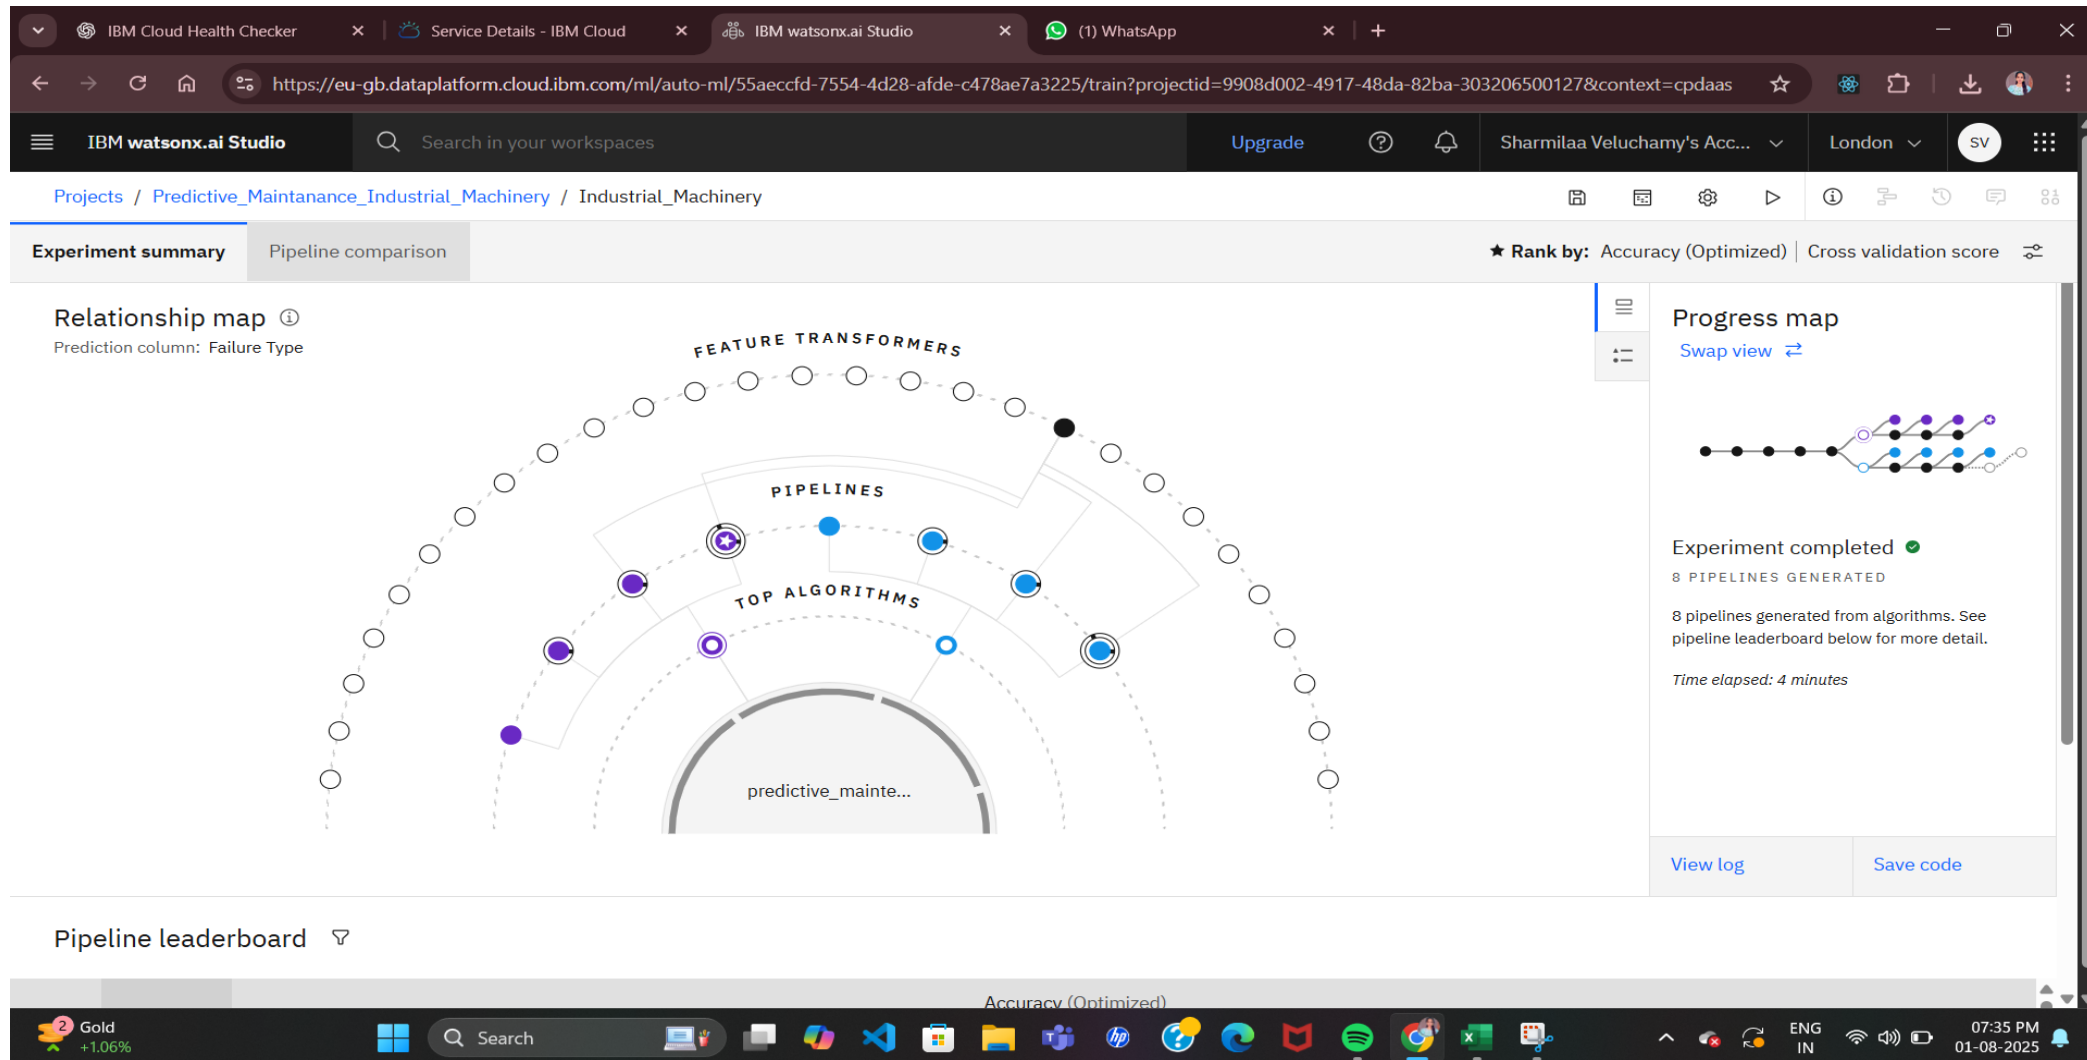 IBM Cloud Health Checker
Service Details - IBM Cloud
IBM watsonx.ai Studio
(1) WhatsApp
https://eu-gb.dataplatform.cloud.ibm.com/ml/auto-ml/55aeccfd-7554-4d28-afde-c478ae7a3225/train?projectid=9908d002-4917-48da-82ba-303206500127&context=cpdaas
IBM watsonx.ai Studio
Search in your workspaces
Upgrade
Sharmilaa Veluchamy's Acc...
London
SV
Projects / Predictive_Maintanance_Industrial_Machinery / Industrial_Machinery
Experiment summary
Pipeline comparison
Rank by: Accuracy (Optimized) | Cross validation score
Relationship map
Prediction column: Failure Type
FEATURE TRANSFORMERS
PIPELINES
TOP ALGORITHMS
predictive_mainte...
Progress map
Swap view
Experiment completed
8 PIPELINES GENERATED
8 pipelines generated from algorithms. See
pipeline leaderboard below for more detail.
Time elapsed: 4 minutes
View log
Save code
Pipeline leaderboard
Accuracy (Optimized)
2
Gold
+1.06%
Search
ENG
IN
07:35 PM
01-08-2025